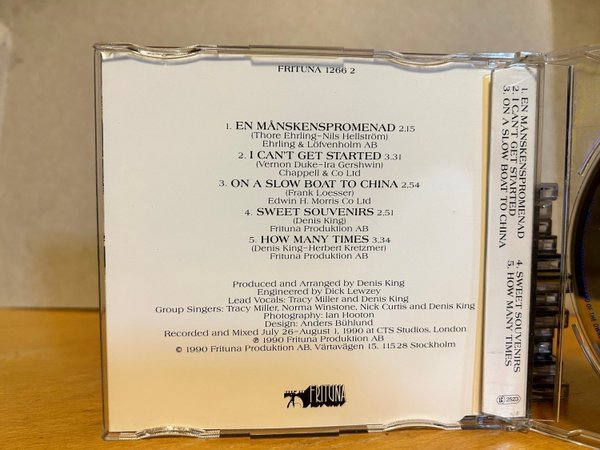 FRITUNA 1266 2
1. EN MÅNSKENSPROMENAD 2,15
(Thore Ehrling-Nils Hellström)
Ehrling & Löfvenholm AB
2. I CAN'T GET STARTED 3.31
(Vernon Duke-Ira Gershwin)
Chappell & Co Ltd
3. ON A SLOW BOAT TO CHINA 2,54
(Frank Loesser)
Edwin H. Morris Co Ltd
4. SWEET SOUVENIRS 2.51
(Denis King)
Frituna Produktion AB
5. HOW MANY TIMES 3.34
(Denis King-Herbert Kretzmer)
Frituna Produktion AB
Produced and Arranged by Denis King
Engineered by Dick Lewzey
Lead Vocals: Tracy Miller and Denis King
Group Singers: Tracy Miller, Norma Winstone, Nick Curtis and Denis King
Photography: Ian Hooton
Design: Anders Bühlund
Recorded and Mixed July 26-August 1, 1990 at CTS Studios, London
℗ 1990 Frituna Produktion AB
© 1990 Frituna Produktion AB, Värtavägen 15, 115 28 Stockholm
FRITUNA
1. EN MÅNSKENSPROMENAD
2. I CAN'T GET STARTED
3. ON A SLOW BOAT TO CHINA
4. SWEET SOUVENIRS
5. HOW MANY TIMES
2523